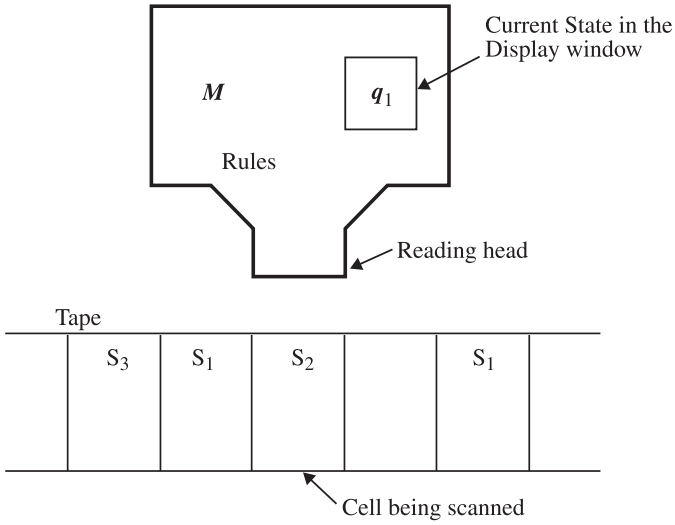 Current State in the
Display window
M
q1
Rules
Reading head
Tape
S3 S1 S2 S1
Cell being scanned